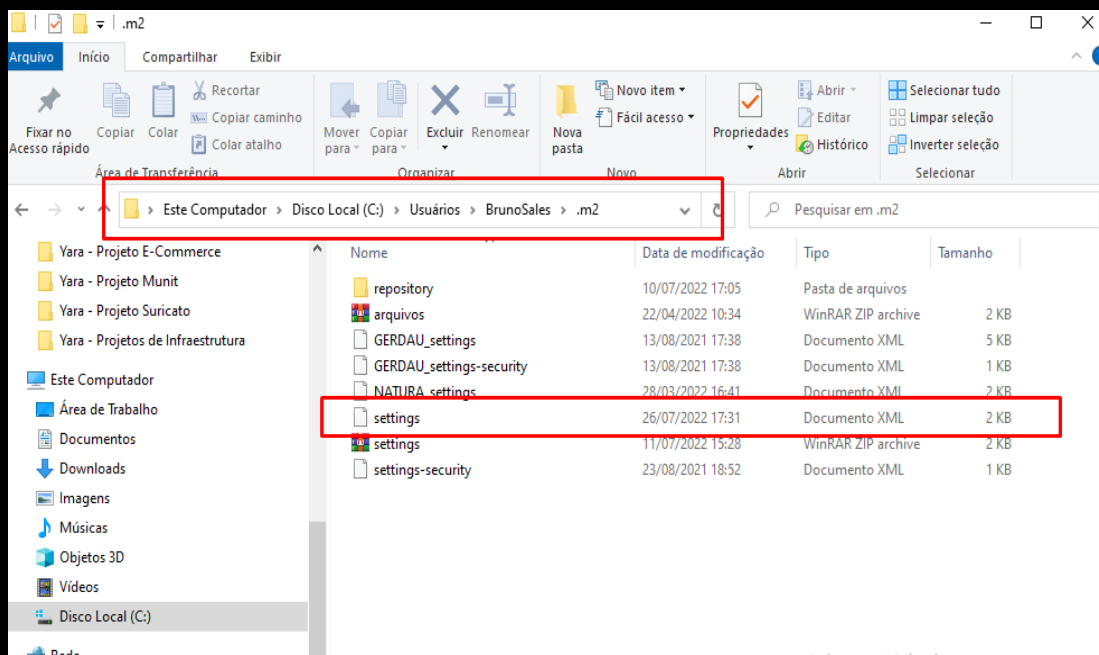 .m2
Arquivo Início Compartilhar Exibir
Fixar no Acesso rápido
Copiar
Colar
Recortar
Copiar caminho
Colar atalho
Área de Transferência
Mover para
Copiar para
Excluir
Renomear
Organizar
Nova pasta
Novo item
Fácil acesso
Novo
Propriedades
Abrir
Editar
Histórico
Abrir
Selecionar tudo
Limpar seleção
Inverter seleção
Selecionar
Este Computador > Disco Local (C:) > Usuários > BrunoSales > .m2
Pesquisar em .m2
Yara - Projeto E-Commerce
Yara - Projeto Munit
Yara - Projeto Suricato
Yara - Projetos de Infraestrutura
Este Computador
Área de Trabalho
Documentos
Downloads
Imagens
Músicas
Objetos 3D
Vídeos
Disco Local (C:)
Rede
Nome Data de modificação Tipo Tamanho
repository 10/07/2022 17:05 Pasta de arquivos
arquivos 22/04/2022 10:34 WinRAR ZIP archive 2 KB
GERDAU_settings 13/08/2021 17:38 Documento XML 5 KB
GERDAU_settings-security 13/08/2021 17:38 Documento XML 1 KB
NATURA_settings 28/03/2022 16:41 Documento XML 2 KB
settings 26/07/2022 17:31 Documento XML 2 KB
settings 11/07/2022 15:28 WinRAR ZIP archive 2 KB
settings-security 23/08/2021 18:52 Documento XML 1 KB